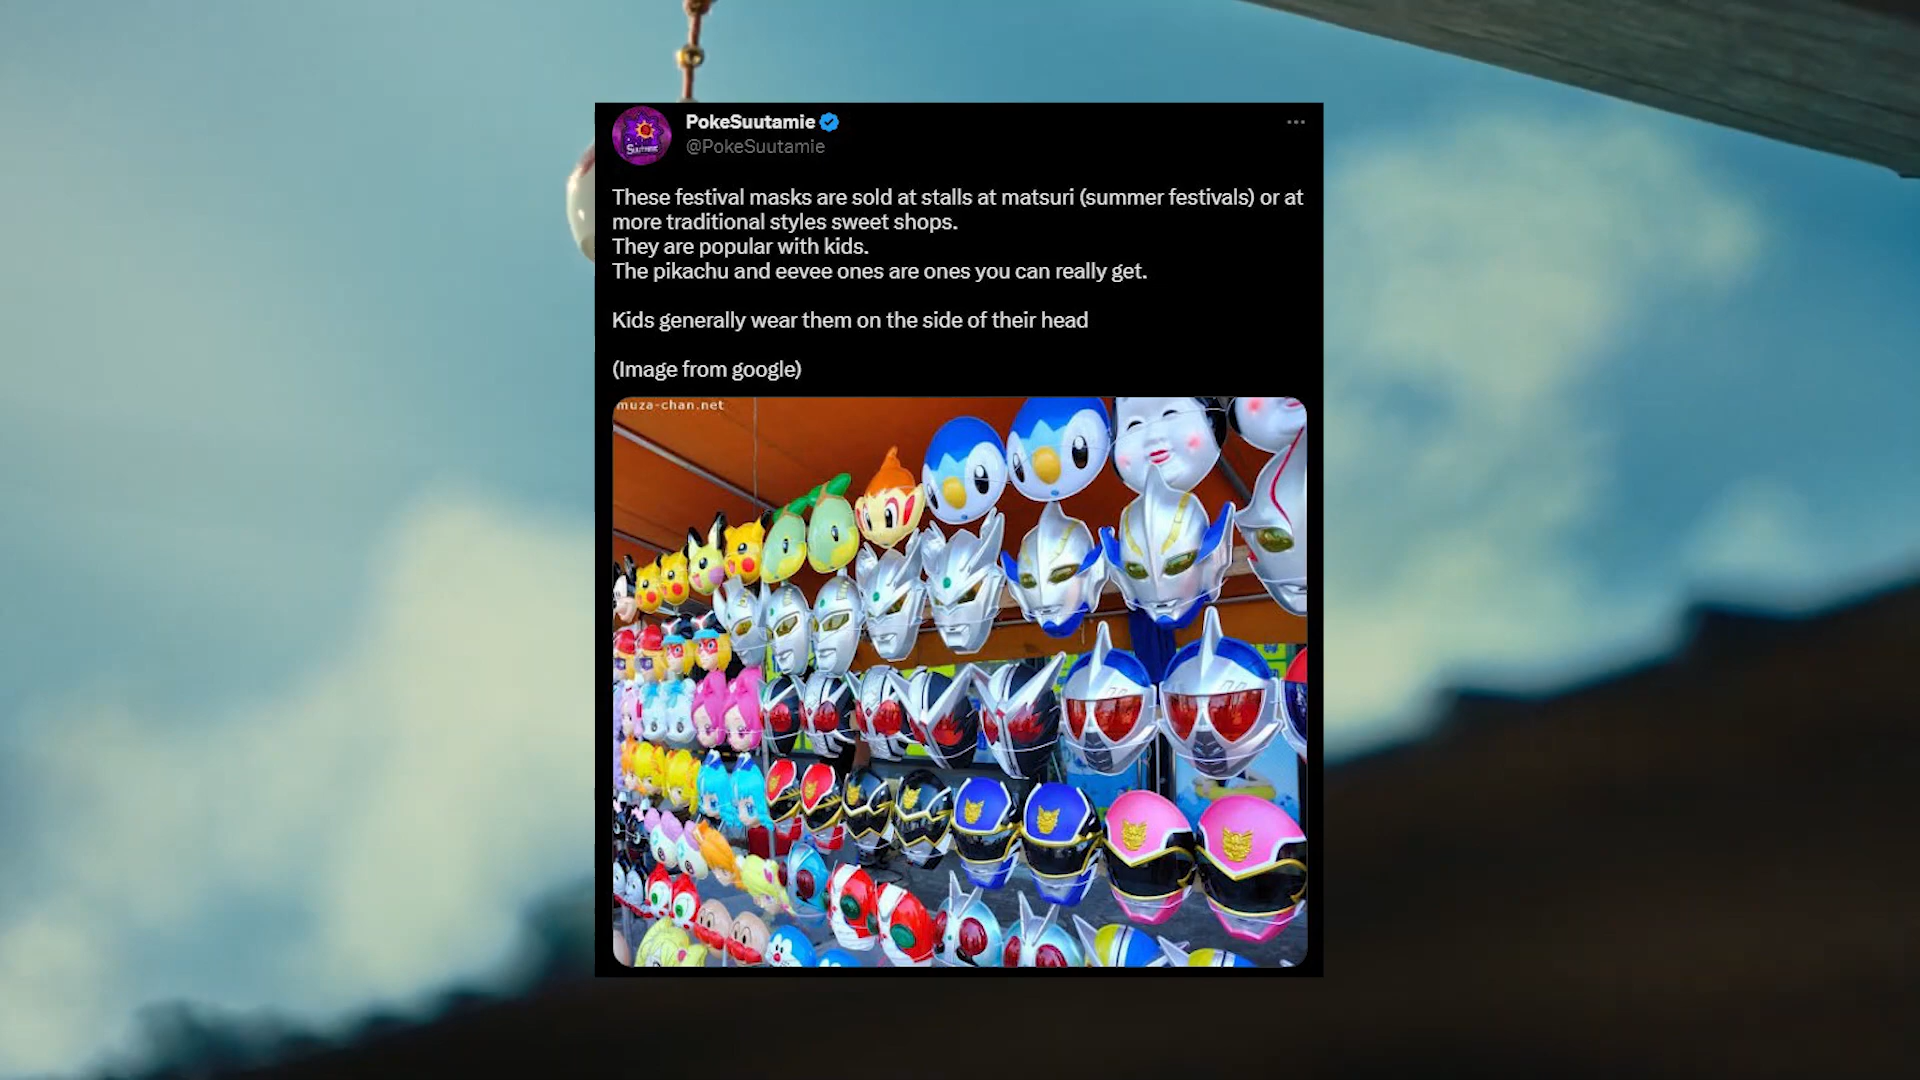 PokeSuutamie
@PokeSuutamie
These festival masks are sold at stalls at matsuri (summer festivals) or at
more traditional styles sweet shops.
They are popular with kids.
The pikachu and eevee ones are ones you can really get.
Kids generally wear them on the side of their head
(Image from google)
muza-chan.net